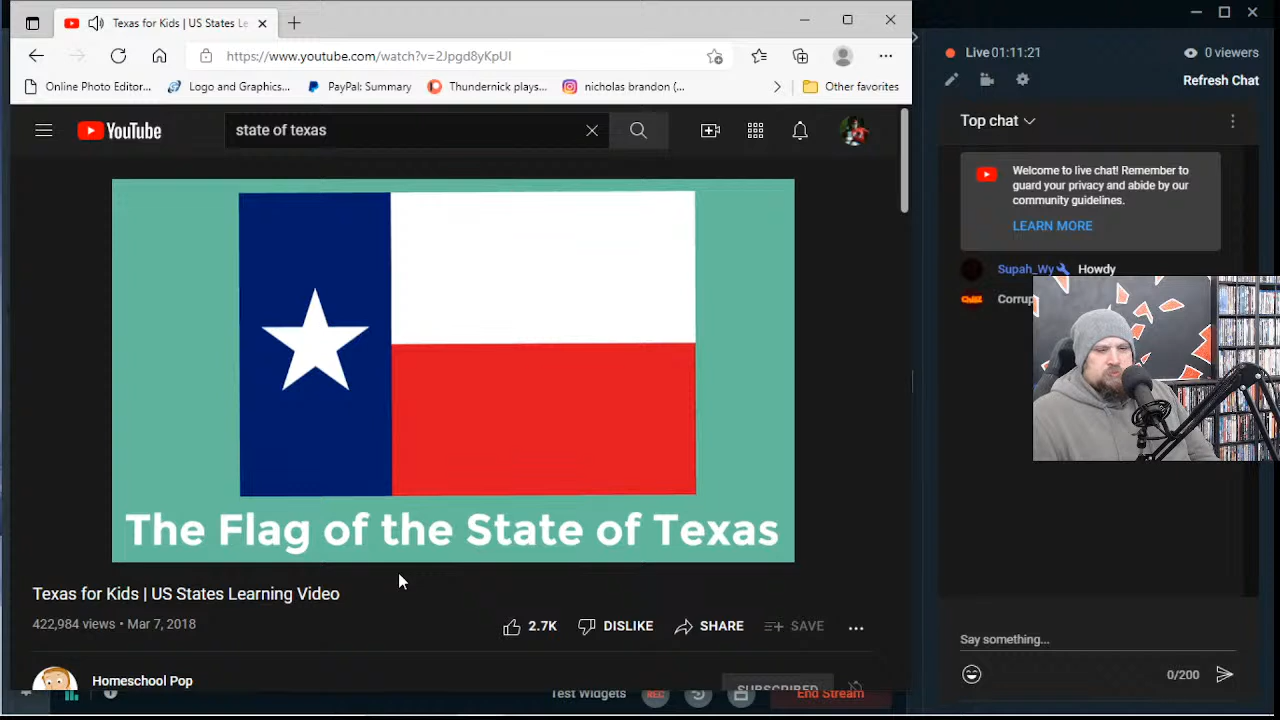 Texas for Kids | US States Le
https://www.youtube.com/watch?v=2Jpgd8yKpUI
Online Photo Editor...
Logo and Graphics...
PayPal: Summary
Thundernick plays...
nicholas brandon (...
Other favorites
YouTube
state of texas
The Flag of the State of Texas
Texas for Kids | US States Learning Video
422,984 views • Mar 7, 2018
2.7K
DISLIKE
SHARE
SAVE
Homeschool Pop
SUBSCRIBED
Test Widgets
REC
End Stream
Live 01:11:21
0 viewers
Refresh Chat
Top chat
Welcome to live chat! Remember to
guard your privacy and abide by our
community guidelines.
LEARN MORE
Supah_Wy Howdy
Corrup
Say something...
0/200